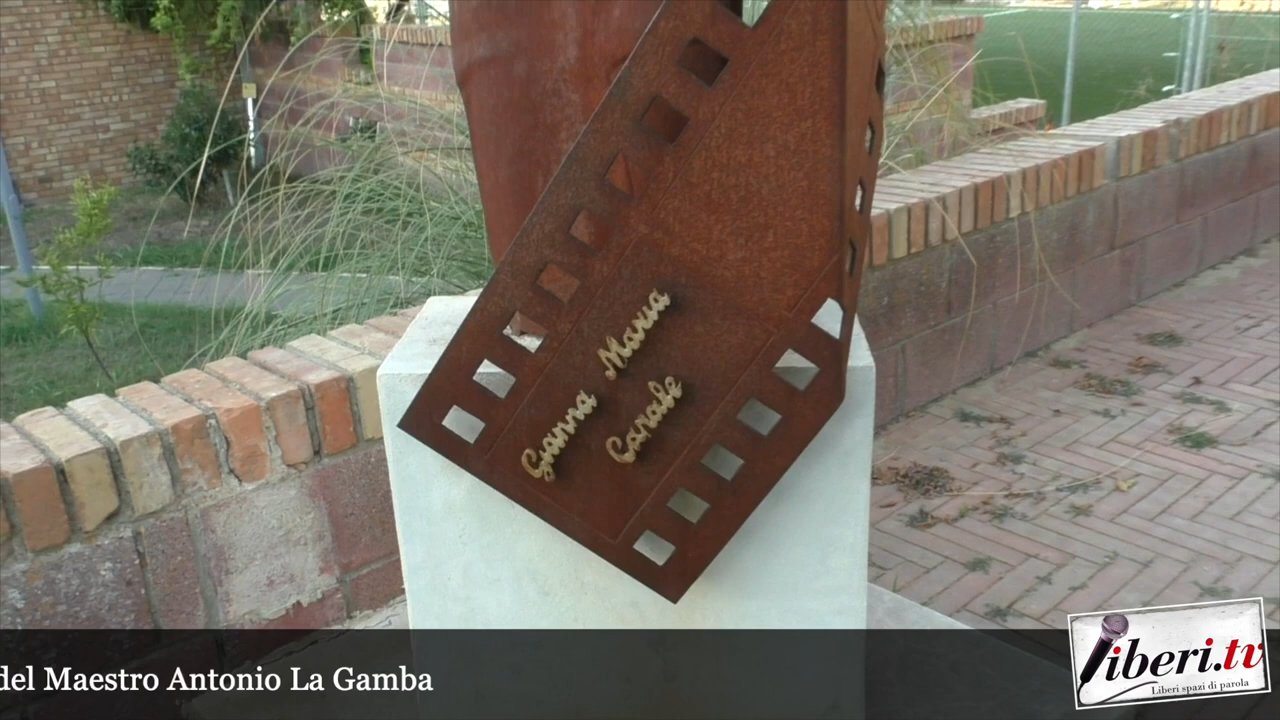 Gianna Maria
Canale
del Maestro Antonio La Gamba
liberi.tv
Liberi spazi di parola